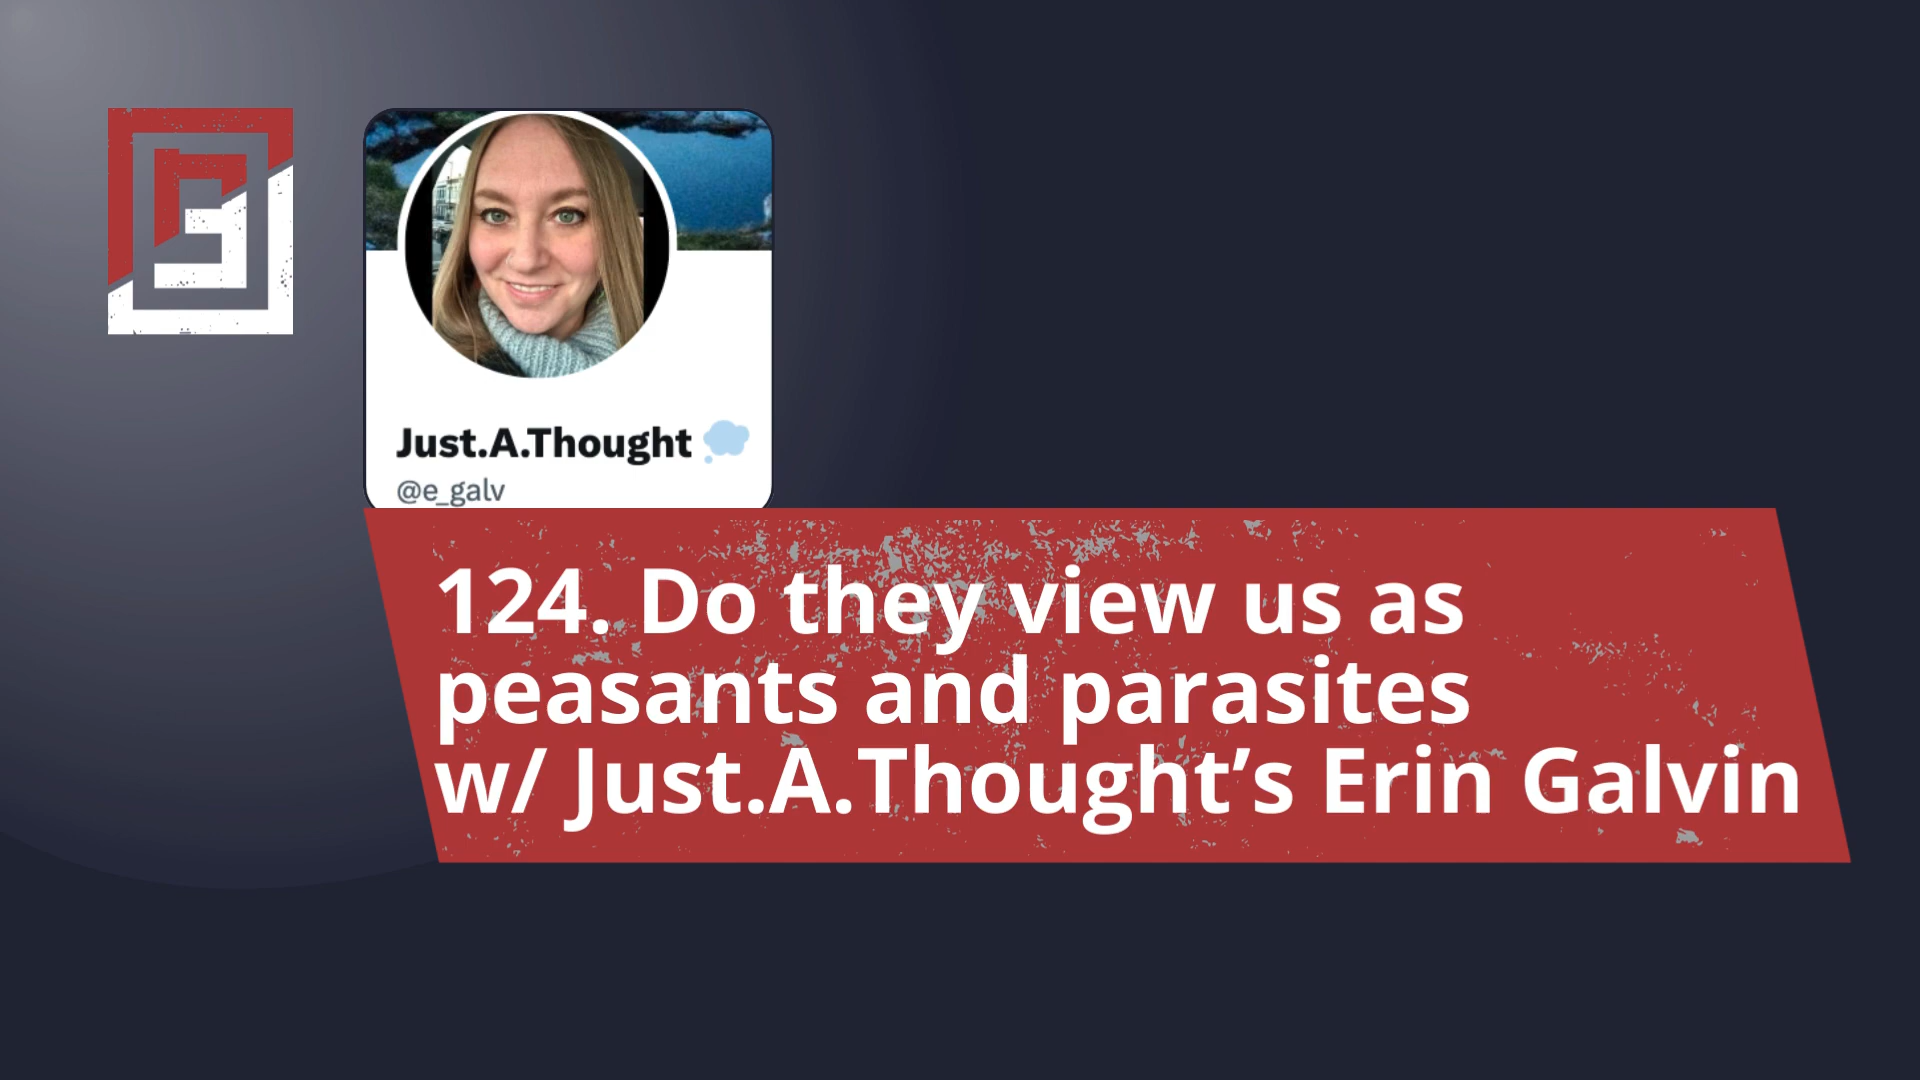 Just.A.Thought
@e_galv
124. Do they view us as
peasants and parasites
w/ Just.A.Thought’s Erin Galvin